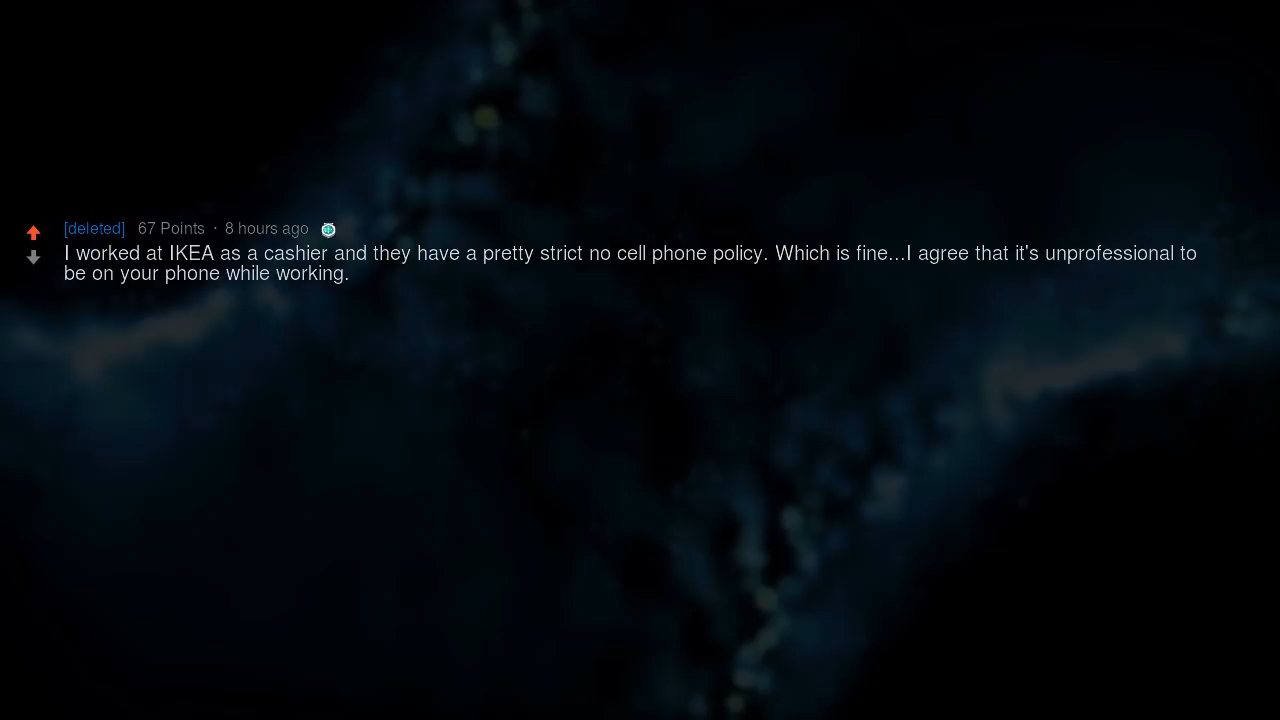 [deleted] 67 Points · 8 hours ago
I worked at IKEA as a cashier and they have a pretty strict no cell phone policy. Which is fine...I agree that it's unprofessional to
be on your phone while working.